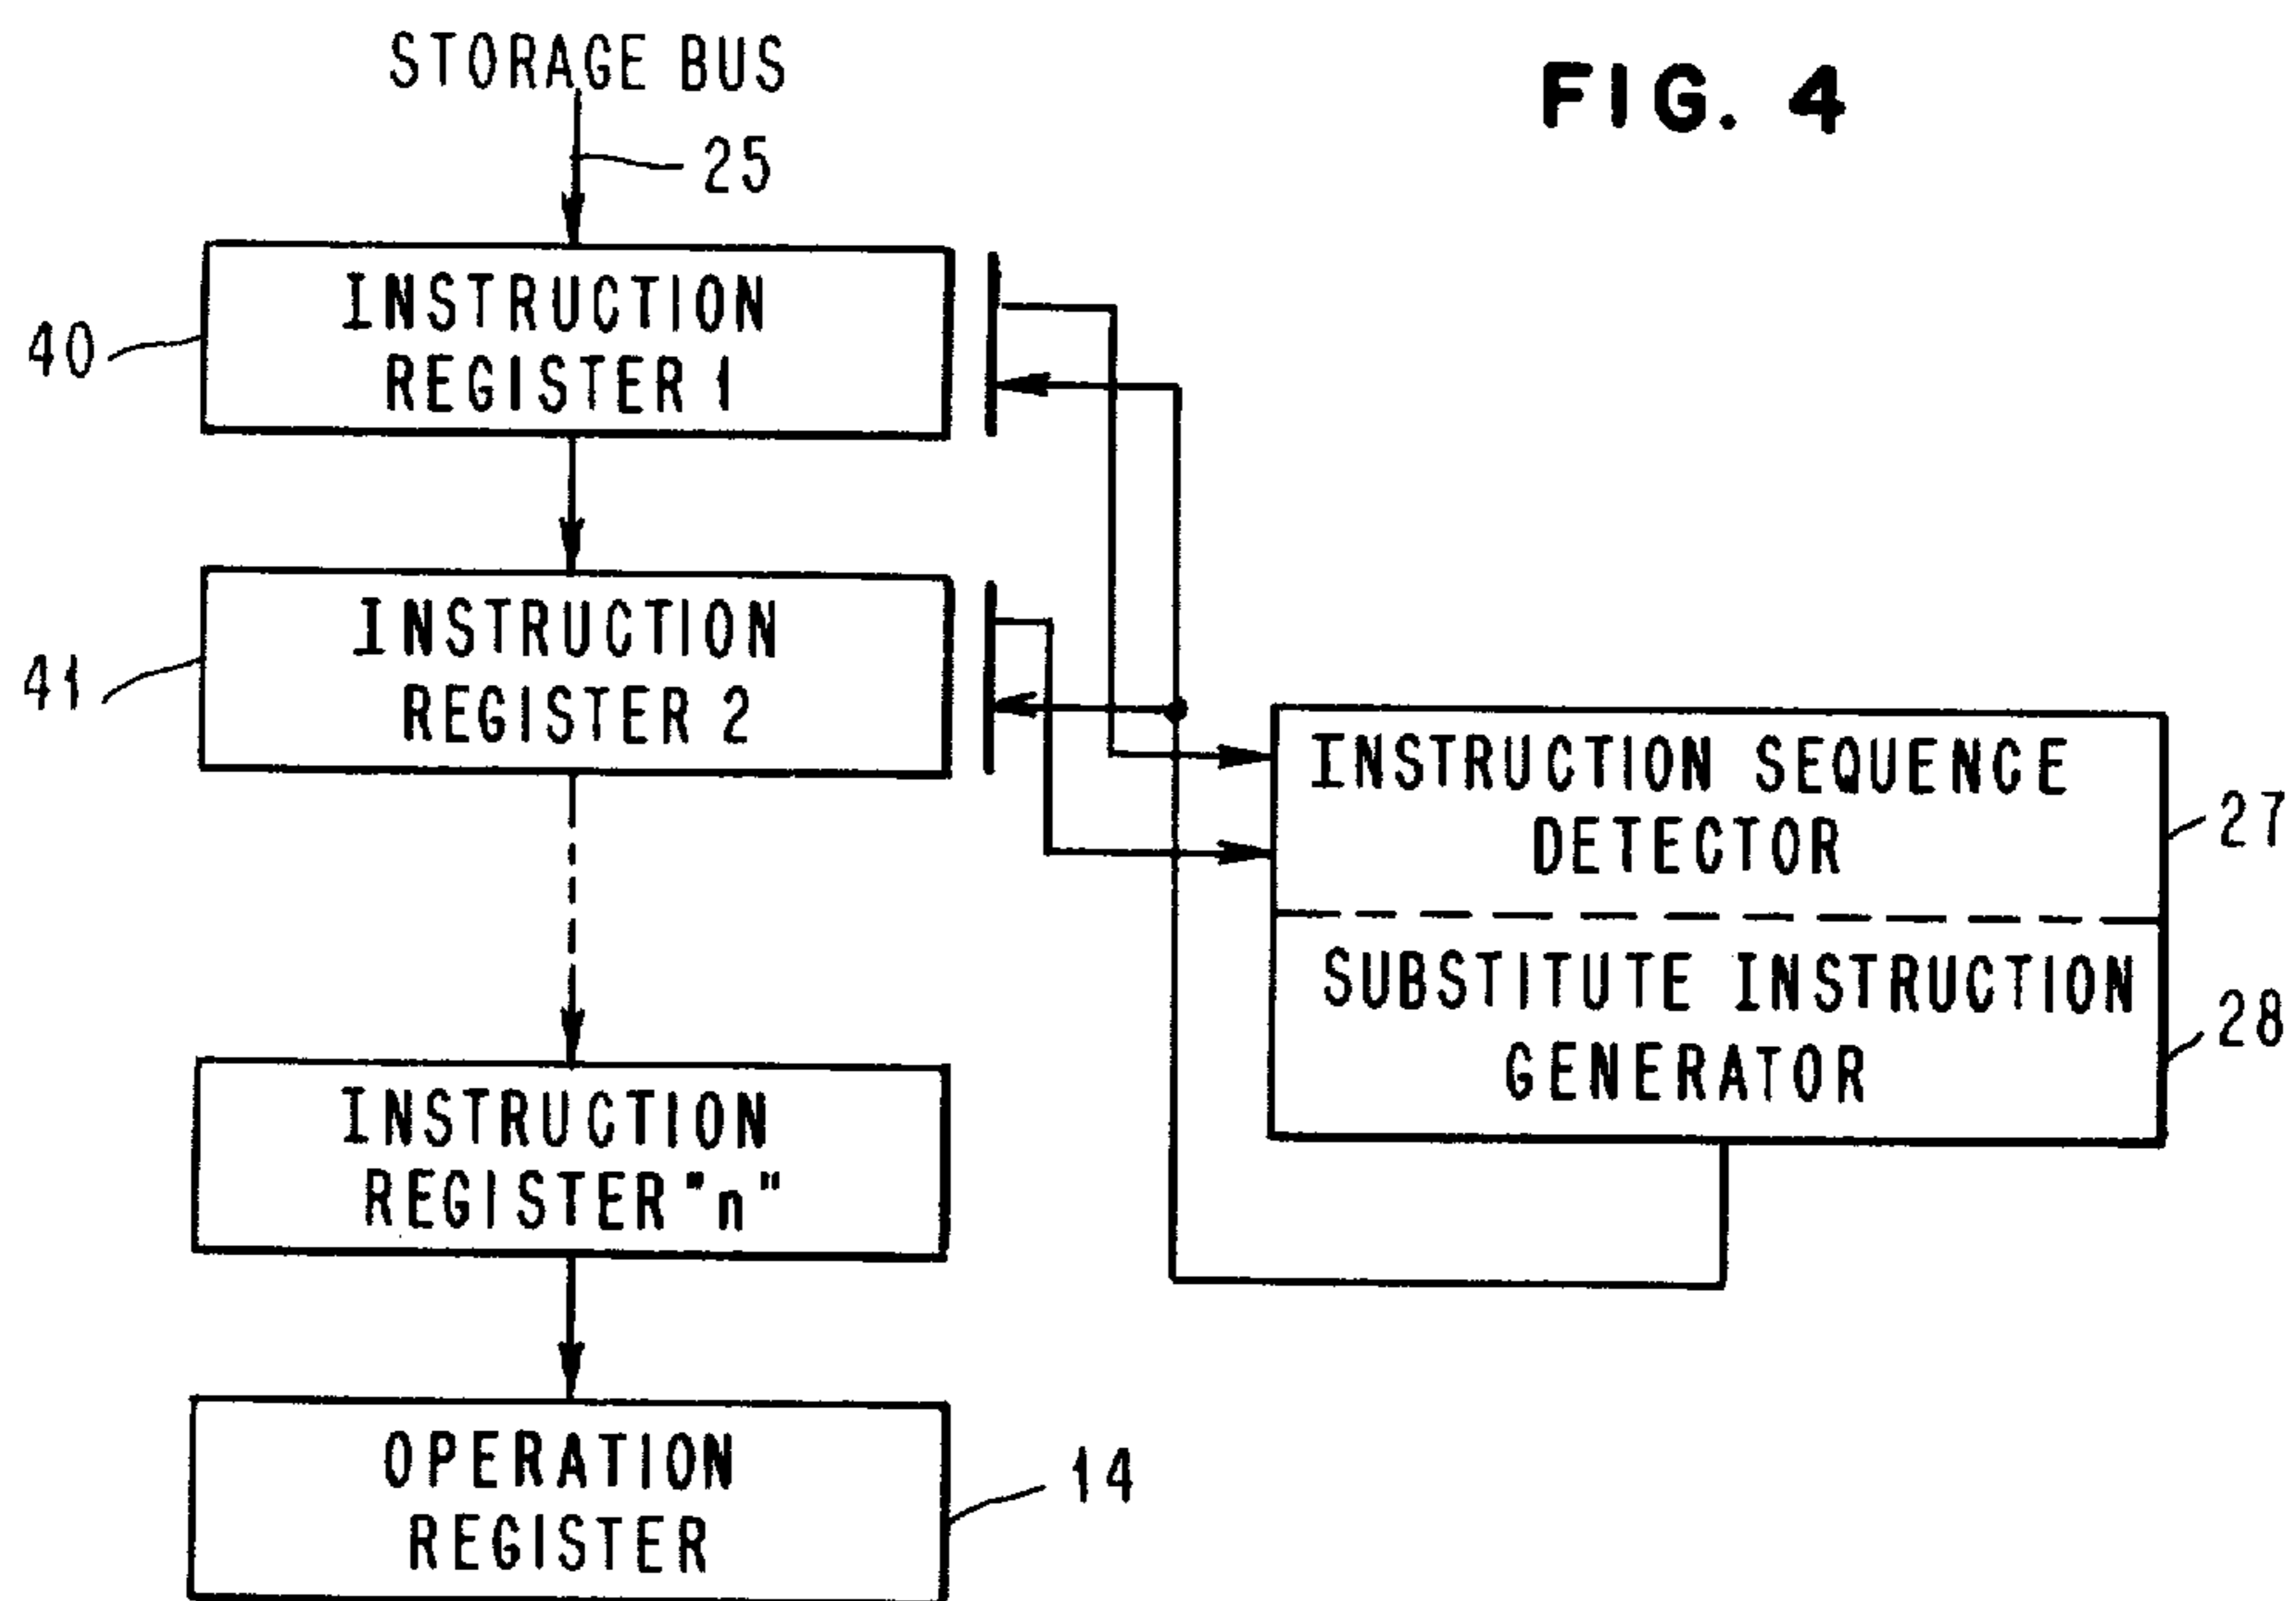 STORAGE BUS
FIG. 4
25
INSTRUCTION
REGISTER 1
40
INSTRUCTION
REGISTER 2
41
INSTRUCTION SEQUENCE
DETECTOR
27
SUBSTITUTE INSTRUCTION
GENERATOR
28
INSTRUCTION
REGISTER "n"
OPERATION
REGISTER
14